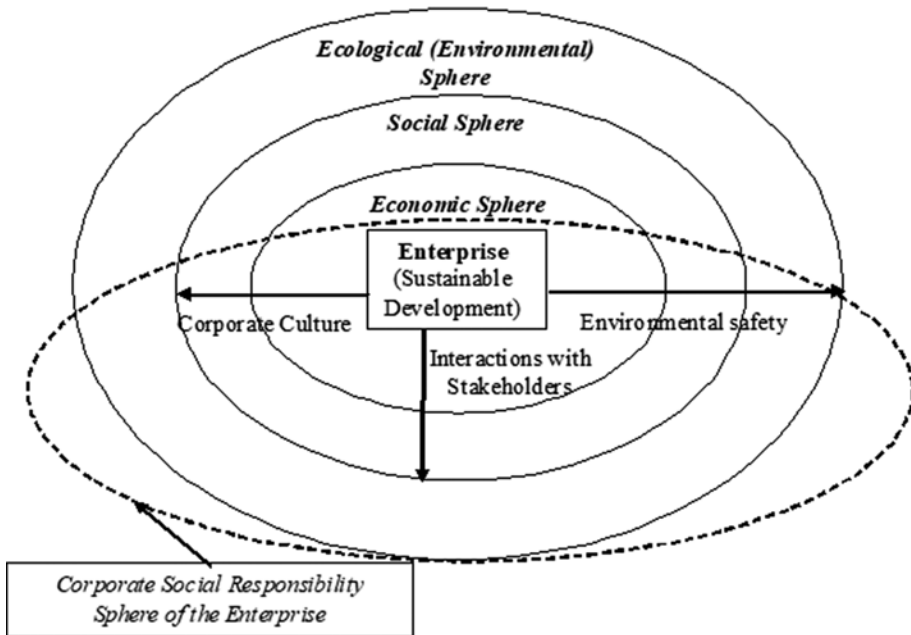 Ecological (Environmental)
Sphere
Social Sphere
Economic Sphere
Enterprise
(Sustainable
Development)
Corporate Culture
Environmental safety
Interactions with
Stakeholders
Corporate Social Responsibility
Sphere of the Enterprise